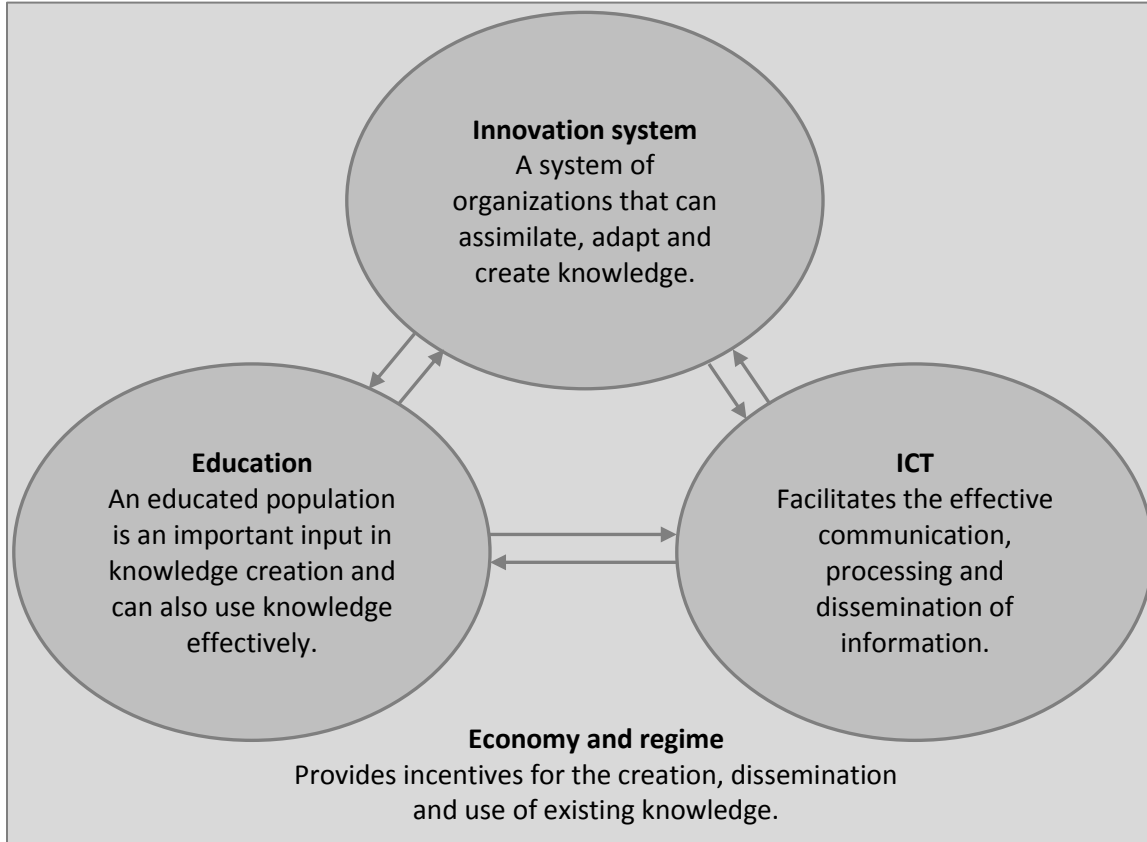 Innovation system
A system of
organizations that can
assimilate, adapt and
create knowledge.
Education
An educated population
is an important input in
knowledge creation and
can also use knowledge
effectively.
ICT
Facilitates the effective
communication,
processing and
dissemination of
information.
Economy and regime
Provides incentives for the creation, dissemination
and use of existing knowledge.